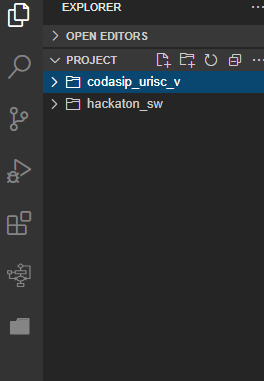 EXPLORER
OPEN EDITORS
PROJECT
codasip_urisc_v
hackaton_sw